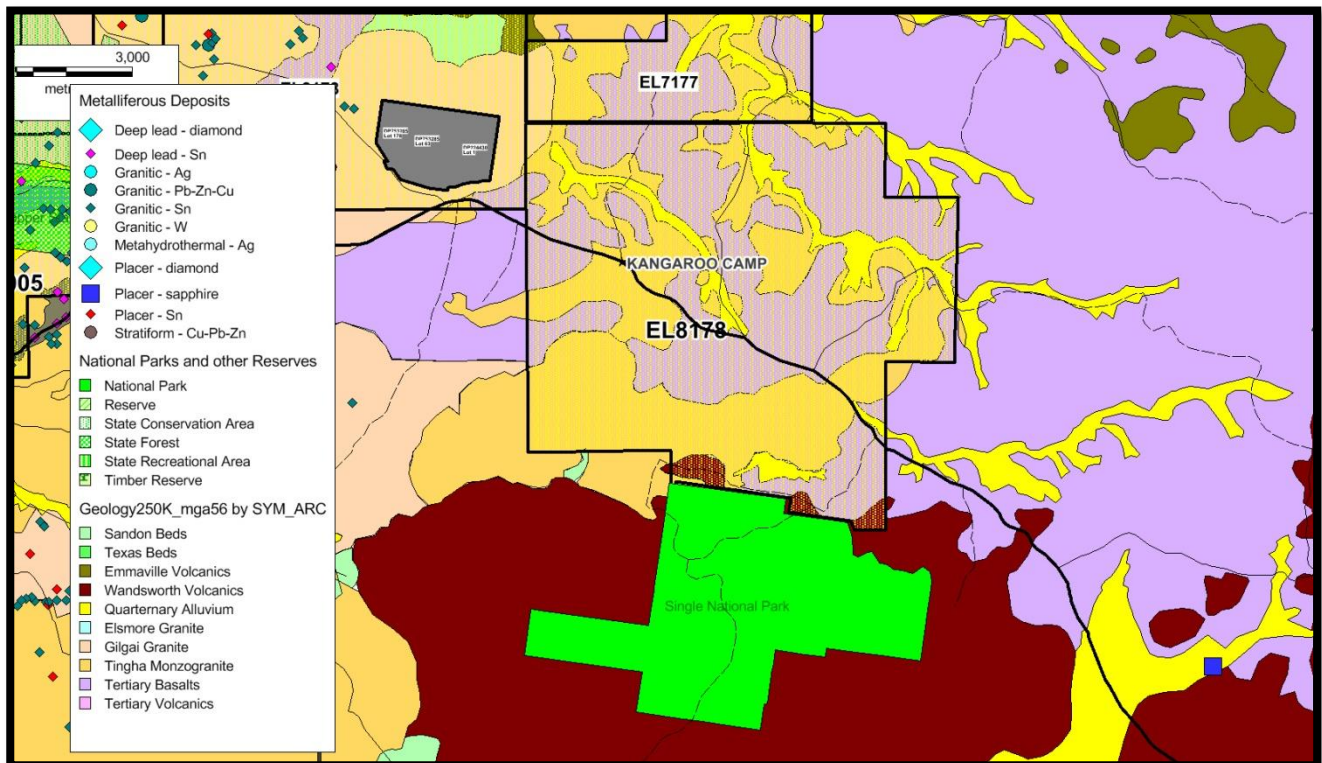 3,000
EL7177
Metalliferous Deposits
Deep lead - diamond
Deep lead - Sn
Granitic - Ag
Granitic - Pb-Zn-Cu
Granitic - Sn
Granitic - W
Metahydrothermal - Ag
Placer - diamond
Placer - sapphire
Placer - Sn
Stratiform - Cu-Pb-Zn
National Parks and other Reserves
National Park
Reserve
State Conservation Area
State Forest
State Recreational Area
Timber Reserve
Geology250K_mga56 by SYM_ARC
Sandon Beds
Texas Beds
Emmaville Volcanics
Wandsworth Volcanics
Quarternary Alluvium
Elsmore Granite
Gilgai Granite
Tingha Monzogranite
Tertiary Basalts
Tertiary Volcanics
KANGAROO CAMP
EL8178
Single National Park